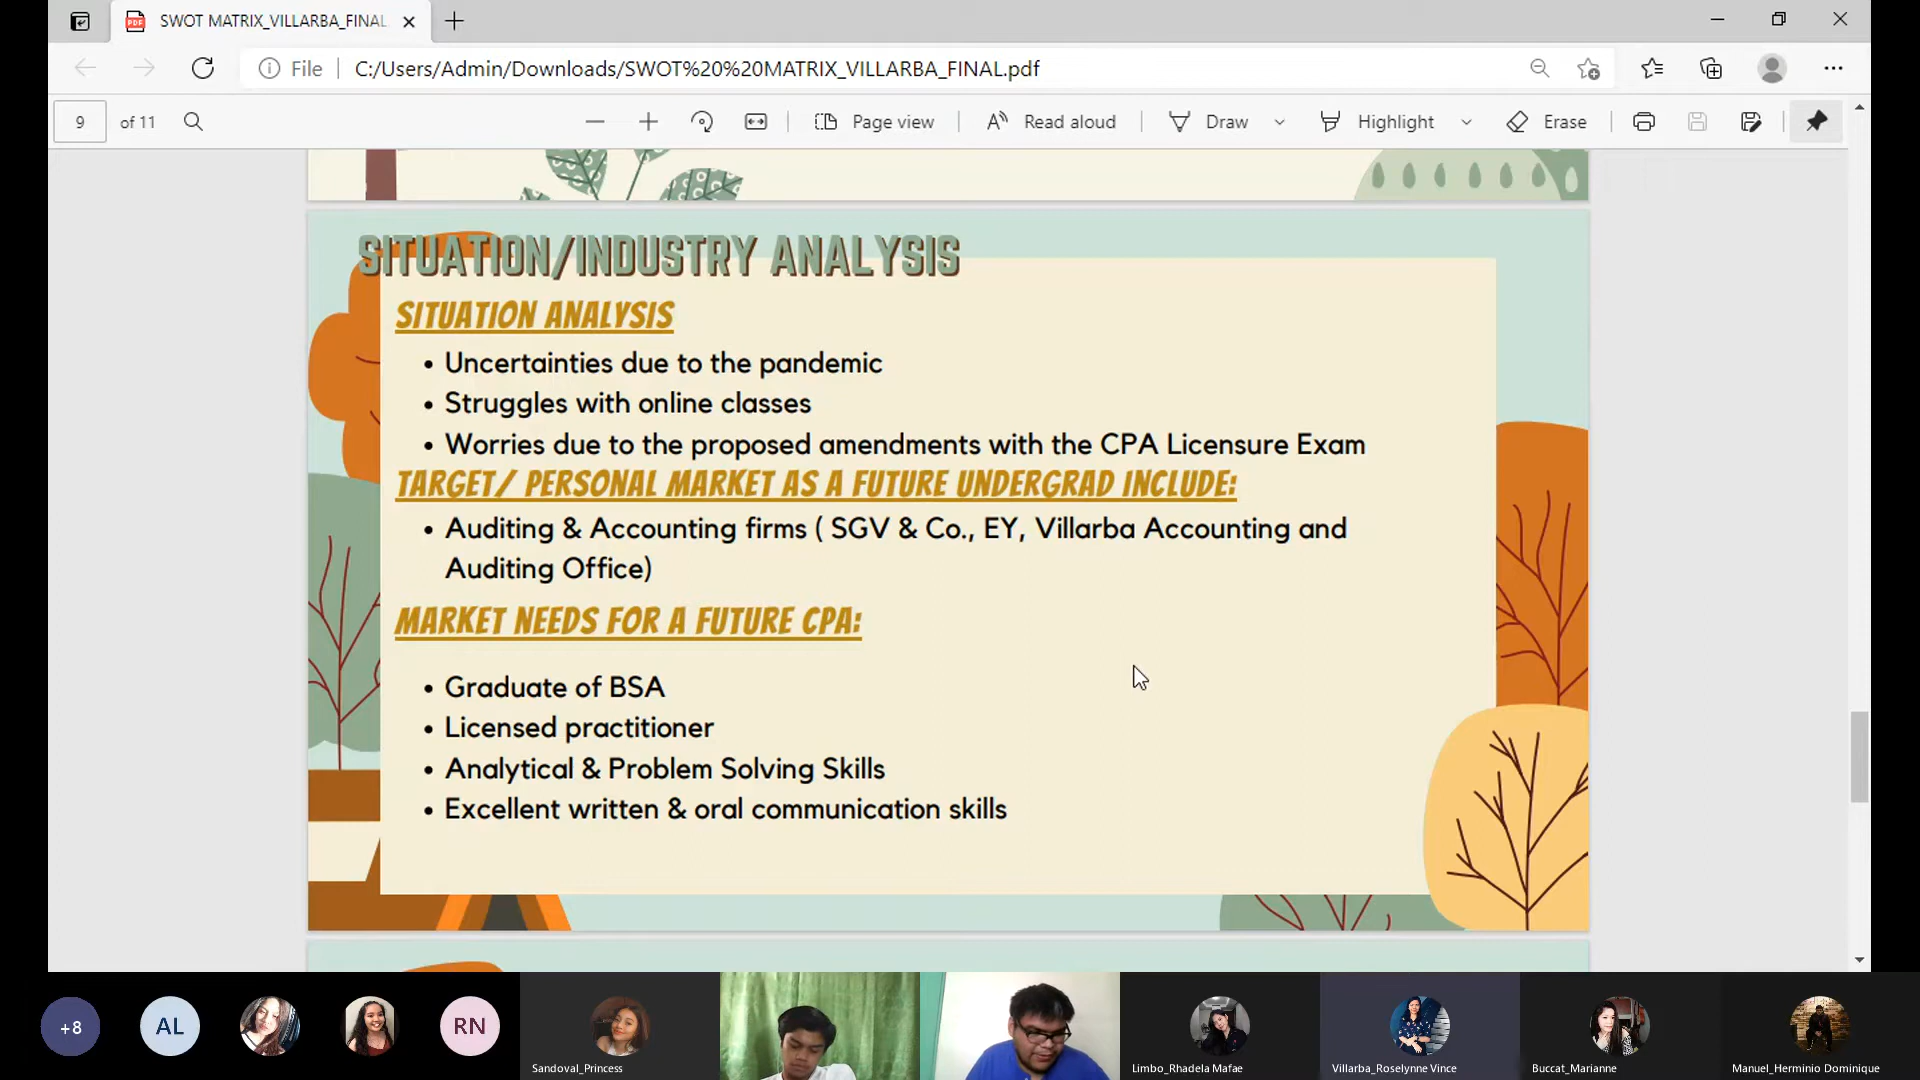 SWOT MATRIX_VILLARBA_FINAL
File
C:/Users/Admin/Downloads/SWOT%20%20MATRIX_VILLARBA_FINAL.pdf
9 of 11
Page view
Read aloud
Draw
Highlight
Erase
SITUATION/INDUSTRY ANALYSIS
SITUATION ANALYSIS
• Uncertainties due to the pandemic
• Struggles with online classes
• Worries due to the proposed amendments with the CPA Licensure Exam
TARGET/ PERSONAL MARKET AS A FUTURE UNDERGRAD INCLUDE:
• Auditing & Accounting firms ( SGV & Co., EY, Villarba Accounting and
Auditing Office)
MARKET NEEDS FOR A FUTURE CPA:
• Graduate of BSA
• Licensed practitioner
• Analytical & Problem Solving Skills
• Excellent written & oral communication skills
+8
AL
RN
Sandoval_Princess
Limbo_Rhadela Mafae
Villarba_Roselynne Vince
Buccat_Marianne
Manuel_Herminio Dominique